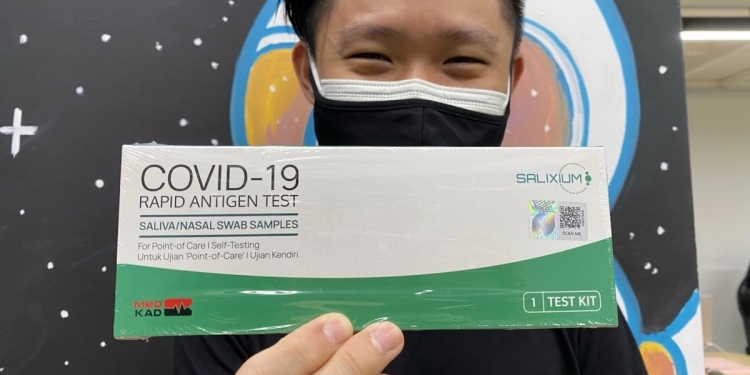 COVID-19
RAPID ANTIGEN TEST
SALIVA/NASAL SWAB SAMPLES
For Point-of Care | Self-Testing
Untuk Ujian 'Point-of-Care' | Ujian Kendiri
SALIXIUM
SCAN ME
MED
KAD
1 TEST KIT